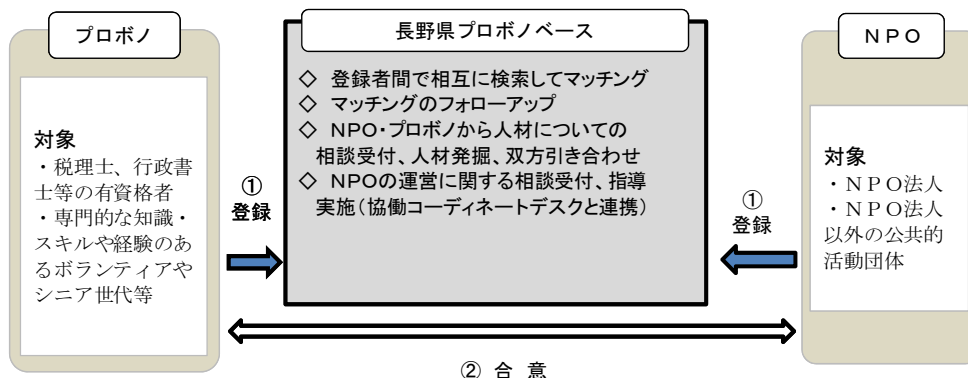 プロボノ
対象
・税理士、行政書
士等の有資格者
・専門的な知識・
スキルや経験のあ
るボランティアや
シニア世代等
①
登録
長野県プロボノベース
◇ 登録者間で相互に検索してマッチング
◇ マッチングのフォローアップ
◇ NPO・プロボノから人材についての
相談受付、人材発掘、双方引き合わせ
◇ NPOの運営に関する相談受付、指導
実施(協働コーディネートデスクと連携)
①
登録
NPO
対象
・NPO法人
・NPO法人
以外の公共的
活動団体
② 合 意